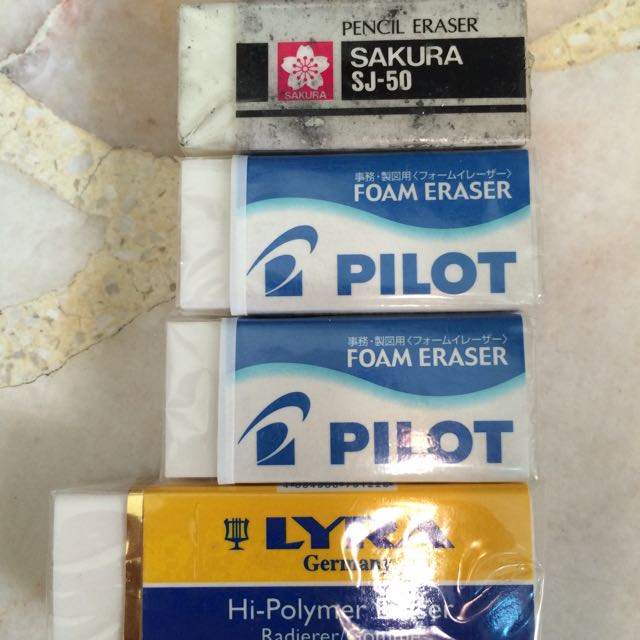 PENCIL ERASER
SAKURA
SJ-50
SAKURA
事務・製図用〈フォームイレーザー〉
FOAM ERASER
PILOT
事務・製図用〈フォームイレーザー〉
FOAM ERASER
PILOT
LYRA
Germany
Hi-Polymer
Radierer/